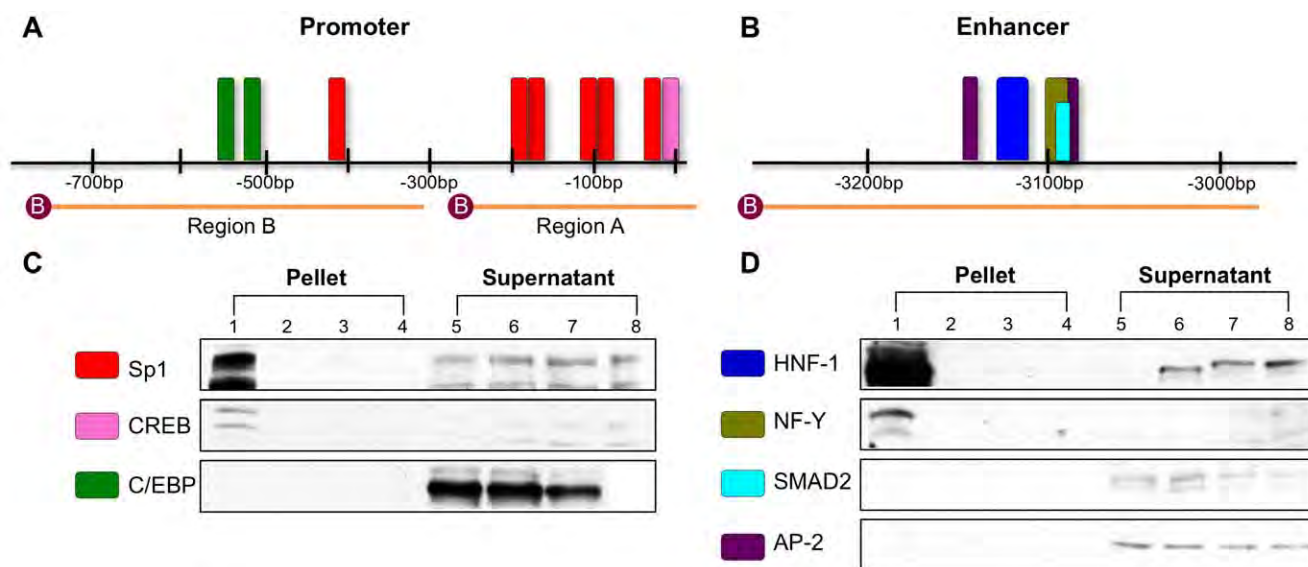 A Promoter
-700bp -500bp -300bp -100bp
B Region B B Region A
B Enhancer
-3200bp -3100bp -3000bp
B
C Pellet Supernatant
1 2 3 4 5 6 7 8
Sp1
CREB
C/EBP
D Pellet Supernatant
1 2 3 4 5 6 7 8
HNF-1
NF-Y
SMAD2
AP-2